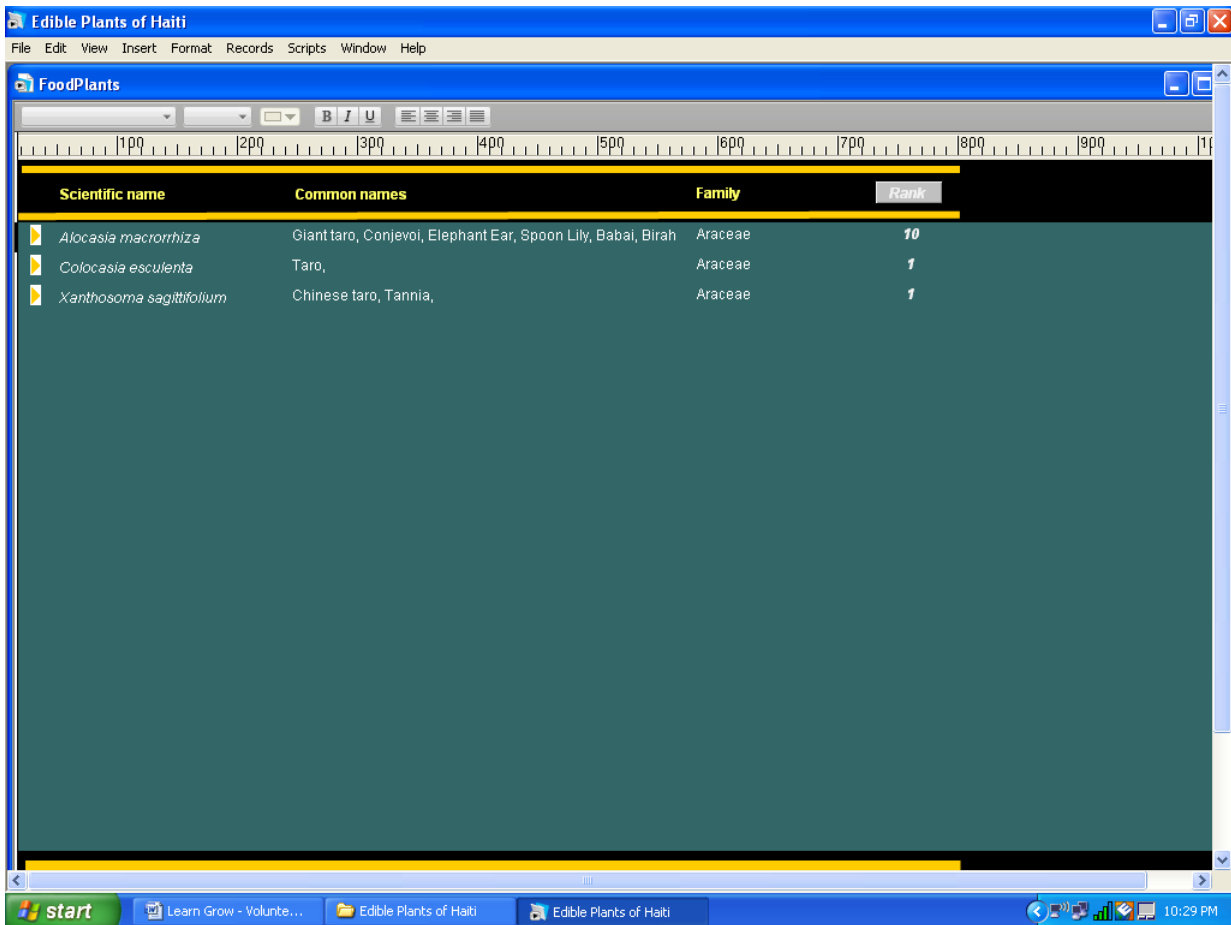 Edible Plants of Haiti
File Edit View Insert Format Records Scripts Window Help
FoodPlants
B I U
100 200 300 400 500 600 700 800 900
Scientific name Common names Family Rank
Alocasia macrorrhiza Giant taro, Conjevoi, Elephant Ear, Spoon Lily, Babai, Birah Araceae 10
Colocasia esculenta Taro, Araceae 1
Xanthosoma sagittifolium Chinese taro, Tannia, Araceae 1
start Learn Grow - Volunte... Edible Plants of Haiti Edible Plants of Haiti 10:29 PM